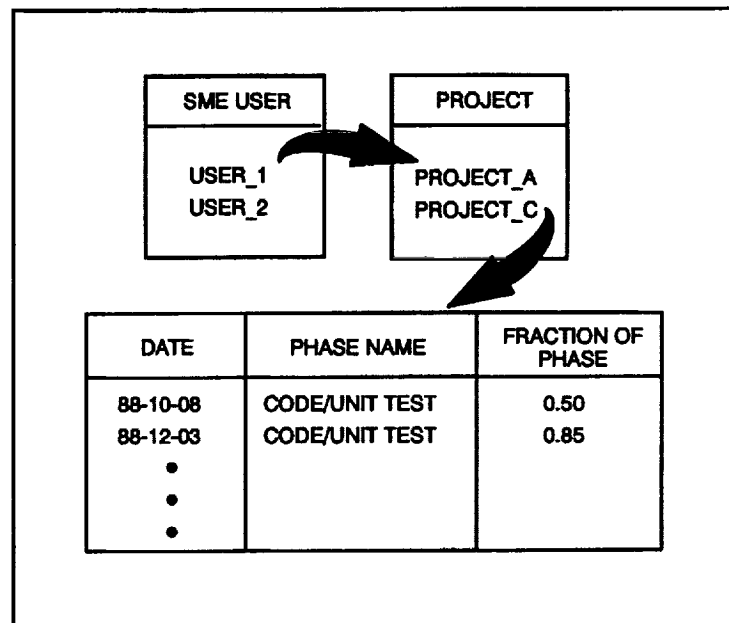 SME USER
USER_1
USER_2
PROJECT
PROJECT_A
PROJECT_C
DATE PHASE NAME FRACTION OF PHASE
88-10-08 CODE/UNIT TEST 0.50
88-12-03 CODE/UNIT TEST 0.85